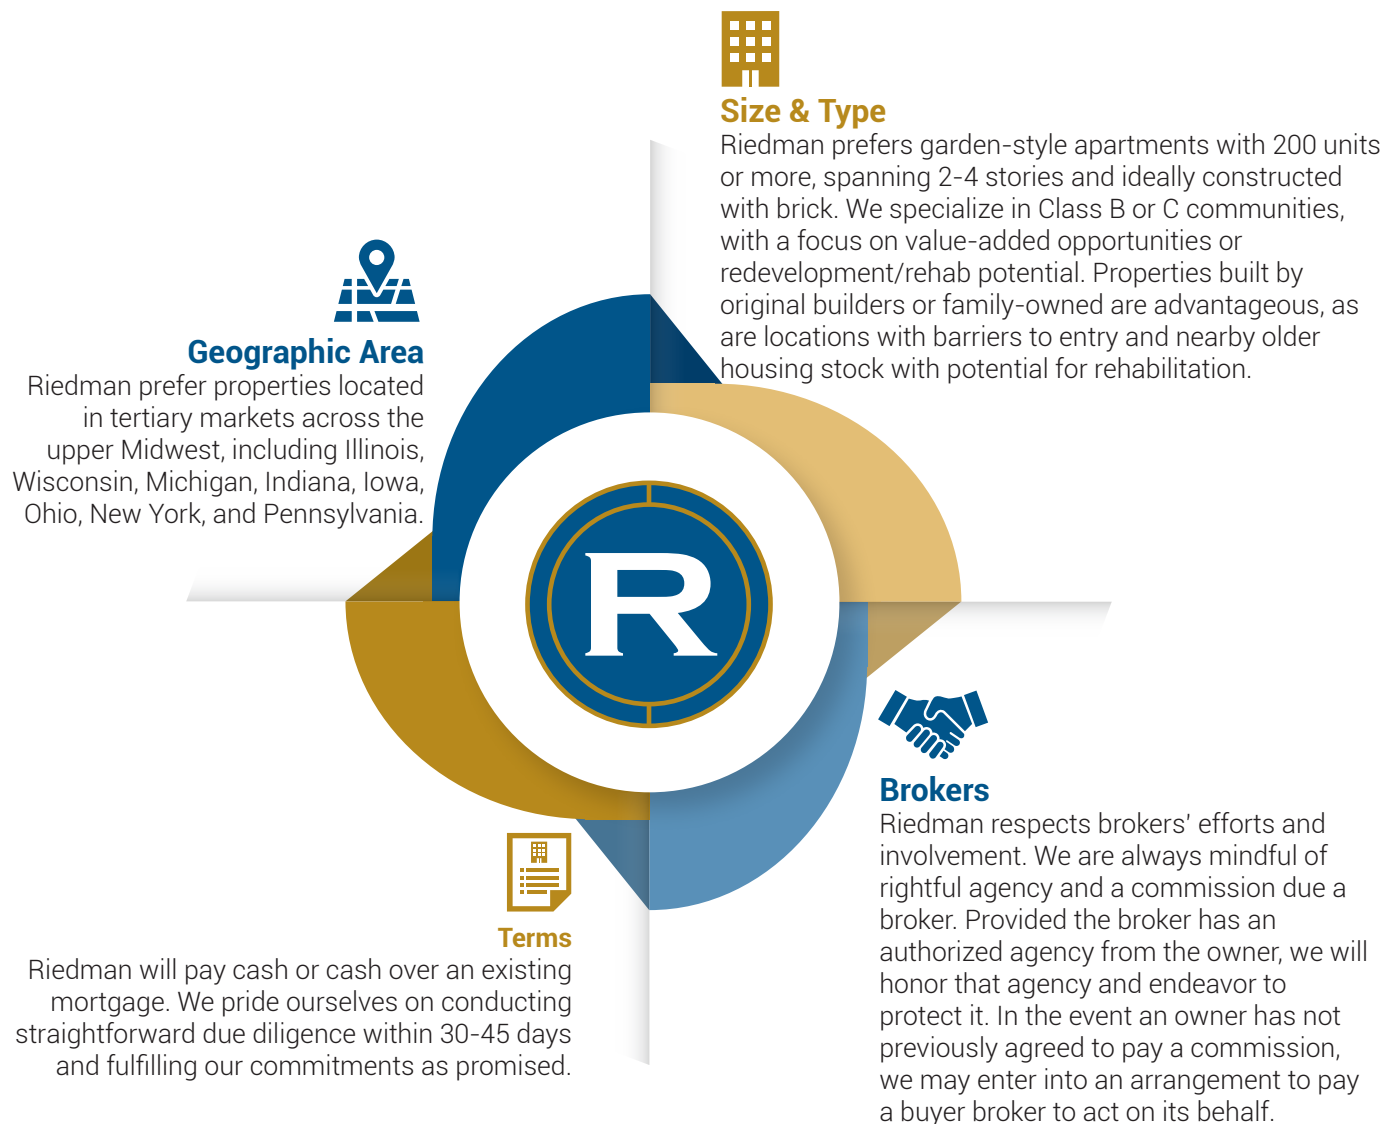 Size & Type
Riedman prefers garden-style apartments with 200 units
or more, spanning 2-4 stories and ideally constructed
with brick. We specialize in Class B or C communities,
with a focus on value-added opportunities or
redevelopment/rehab potential. Properties built by
original builders or family-owned are advantageous, as
are locations with barriers to entry and nearby older
housing stock with potential for rehabilitation.
Geographic Area
Riedman prefer properties located
in tertiary markets across the
upper Midwest, including Illinois,
Wisconsin, Michigan, Indiana, Iowa,
Ohio, New York, and Pennsylvania.
R
Brokers
Riedman respects brokers' efforts and
involvement. We are always mindful of
rightful agency and a commission due a
broker. Provided the broker has an
authorized agency from the owner, we will
honor that agency and endeavor to
protect it. In the event an owner has not
previously agreed to pay a commission,
we may enter into an arrangement to pay
a buyer broker to act on its behalf.
Terms
Riedman will pay cash or cash over an existing
mortgage. We pride ourselves on conducting
straightforward due diligence within 30-45 days
and fulfilling our commitments as promised.